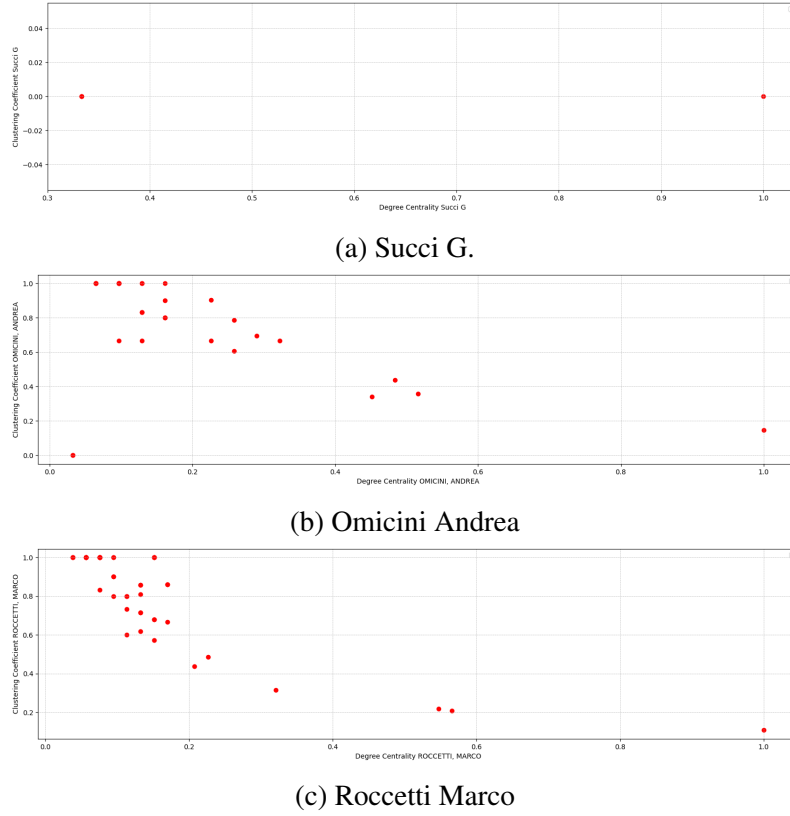 Clustering Coefficient Succi G
0.04
0.02
0.00
−0.02
−0.04
0.3 0.4 0.5 0.6 0.7 0.8 0.9 1.0
Degree Centrality Succi G
(a) Succi G.
Clustering Coefficient OMICINI, ANDREA
1.0
0.8
0.6
0.4
0.2
0.0
0.0 0.2 0.4 0.6 0.8 1.0
Degree Centrality OMICINI, ANDREA
(b) Omicini Andrea
Clustering Coefficient ROCCETTI, MARCO
1.0
0.8
0.6
0.4
0.2
0.0 0.2 0.4 0.6 0.8 1.0
Degree Centrality ROCCETTI, MARCO
(c) Roccetti Marco